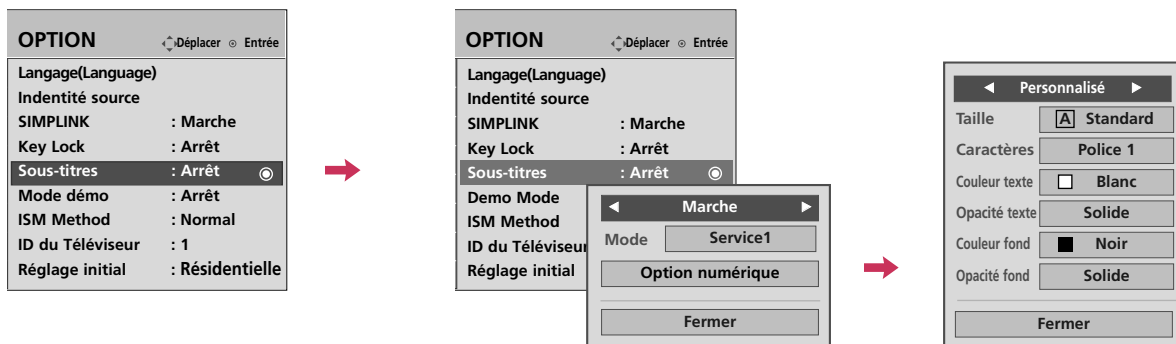 OPTION Déplacer Entrée
Langage(Language)
Indentité source
SIMPLINK : Marche
Key Lock : Arrêt
Sous-titres : Arrêt
Mode démo : Arrêt
ISM Method : Normal
ID du Téléviseur : 1
Réglage initial : Résidentielle
OPTION Déplacer Entrée
Langage(Language)
Indentité source
SIMPLINK : Marche
Key Lock : Arrêt
Sous-titres : Arrêt
Demo Mode
ISM Method
ID du Téléviseu
Réglage initial
◀ Marche ▶
Mode Service1
Option numérique
Fermer
◀ Personnalisé ▶
Taille A Standard
Caractères Police 1
Couleur texte Blanc
Opacité texte Solide
Couleur fond Noir
Opacité fond Solide
Fermer